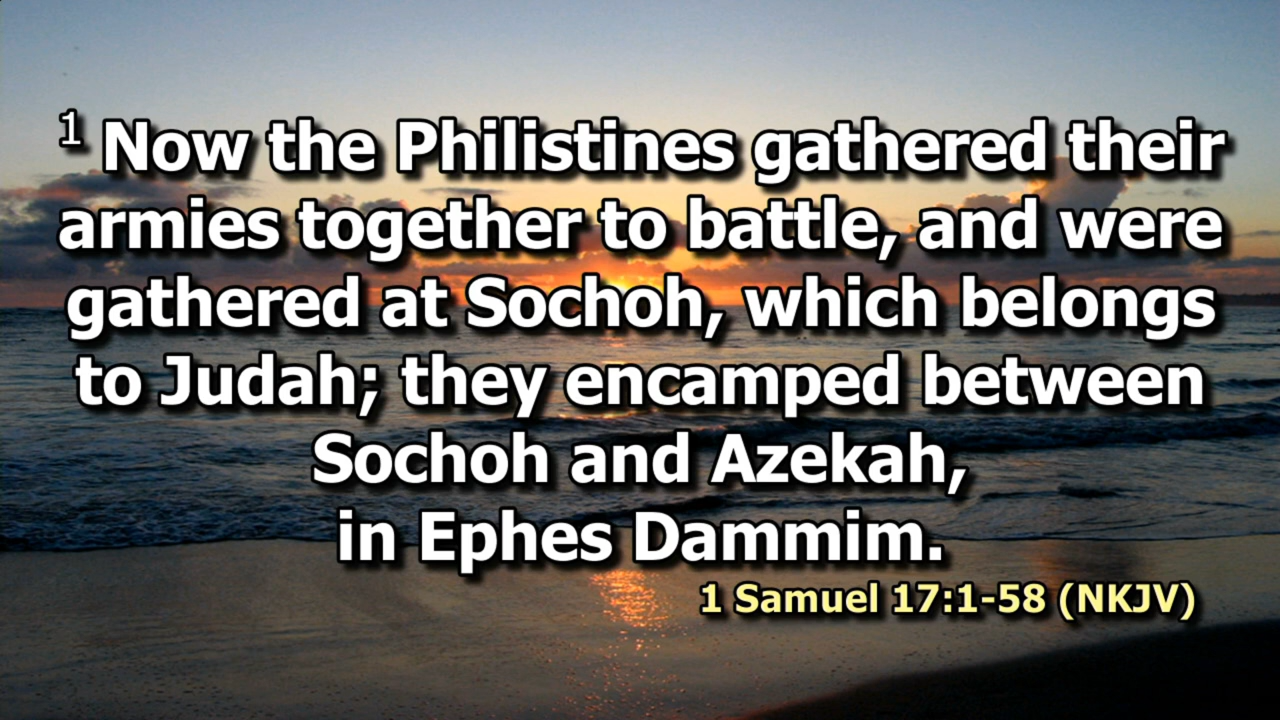 1 Now the Philistines gathered their
armies together to battle, and were
gathered at Sochoh, which belongs
to Judah; they encamped between
Sochoh and Azekah,
in Ephes Dammim.
1 Samuel 17:1-58 (NKJV)